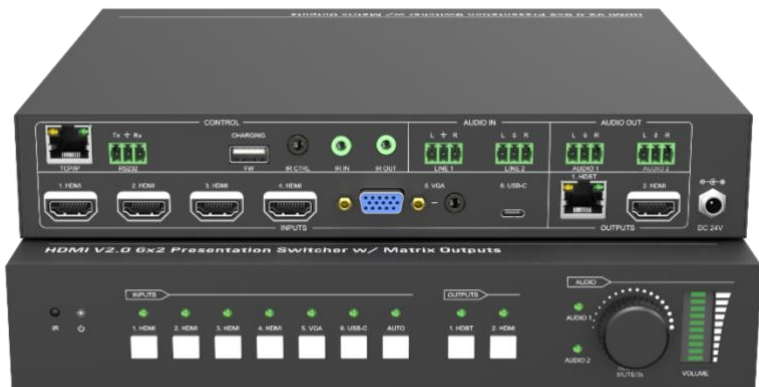 CONTROL AUDIO IN AUDIO OUT
Tx Rx CHARGING L R L S R L S R L S R
TCP/IP RS232 FW IR CTRL IR IN IR OUT LINE 1 LINE 2 AUDIO 1 AUDIO 2
1. HDMI 2. HDMI 3. HDMI 4. HDMI 5. VGA 6. USB-C 1. HDBT 2. HDMI
INPUTS OUTPUTS DC 24V
HDMI V2.0 6x2 Presentation Switcher w/ Matrix Outputs
INPUTS OUTPUTS AUDIO
AUDIO 1
IR 1. HDMI 2. HDMI 3. HDMI 4. HDMI 5. VGA 6. USB-C AUTO 1. HDBT 2. HDMI
AUDIO 2
MUTE/3s VOLUME